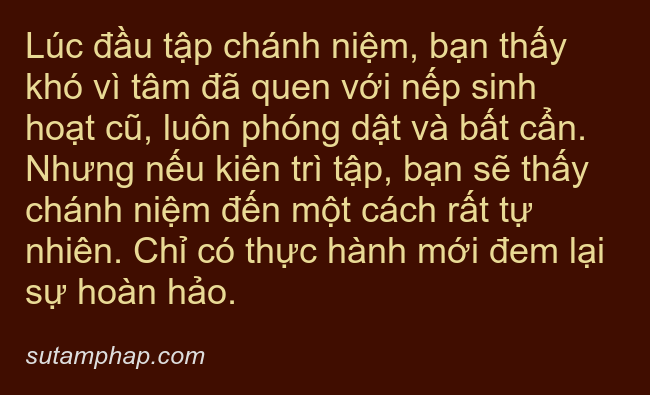 Lúc đầu tập chánh niệm, bạn thấy
khó vì tâm đã quen với nếp sinh
hoạt cũ, luôn phóng dật và bất cẩn.
Nhưng nếu kiên trì tập, bạn sẽ thấy
chánh niệm đến một cách rất tự
nhiên. Chỉ có thực hành mới đem lại
sự hoàn hảo.
sutamphap.com